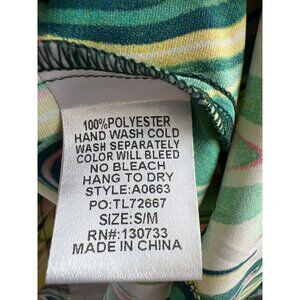 100%POLYESTER
HAND WASH COLD
WASH SEPARATELY
COLOR WILL BLEED
NO BLEACH
HANG TO DRY
STYLE:A0663
PO:TL72667
SIZE:S/M
RN#:130733
MADE IN CHINA